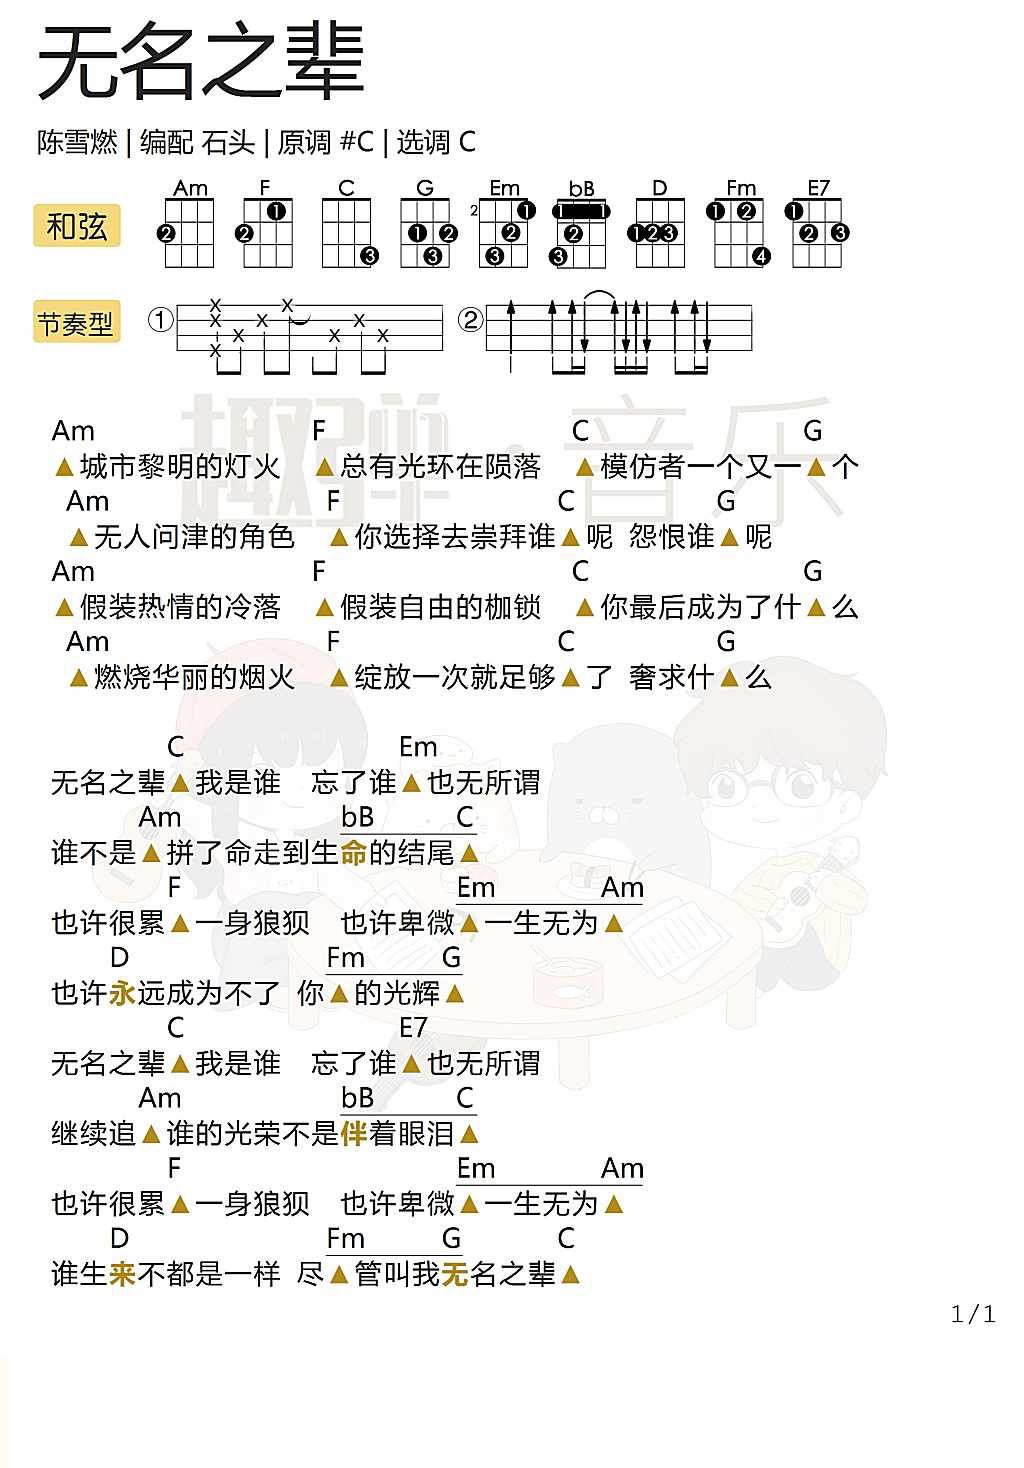 无名之辈
陈雪燃 | 编配 石头 | 原调 #C | 选调 C
和弦 Am F C G Em bB D Fm E7
节奏型 ① ②
趣弹·音乐
Am F C G
▲城市黎明的灯火 ▲总有光环在陨落 ▲模仿者一个又一▲个
Am F C G
▲无人问津的角色 ▲你选择去崇拜谁▲呢 怨恨谁▲呢
Am F C G
▲假装热情的冷落 ▲假装自由的枷锁 ▲你最后成为了什▲么
Am F C G
▲燃烧华丽的烟火 ▲绽放一次就足够▲了 奢求什▲么
C Em
无名之辈▲我是谁 忘了谁▲也无所谓
Am bB C
谁不是▲拼了命走到生命的结尾▲
F Em Am
也许很累▲一身狼狈 也许卑微▲一生无为▲
D Fm G
也许永远成为不了 你▲的光辉▲
C E7
无名之辈▲我是谁 忘了谁▲也无所谓
Am bB C
继续追▲谁的光荣不是伴着眼泪▲
F Em Am
也许很累▲一身狼狈 也许卑微▲一生无为▲
D Fm G C
谁生来不都是一样 尽▲管叫我无名之辈▲
1/1